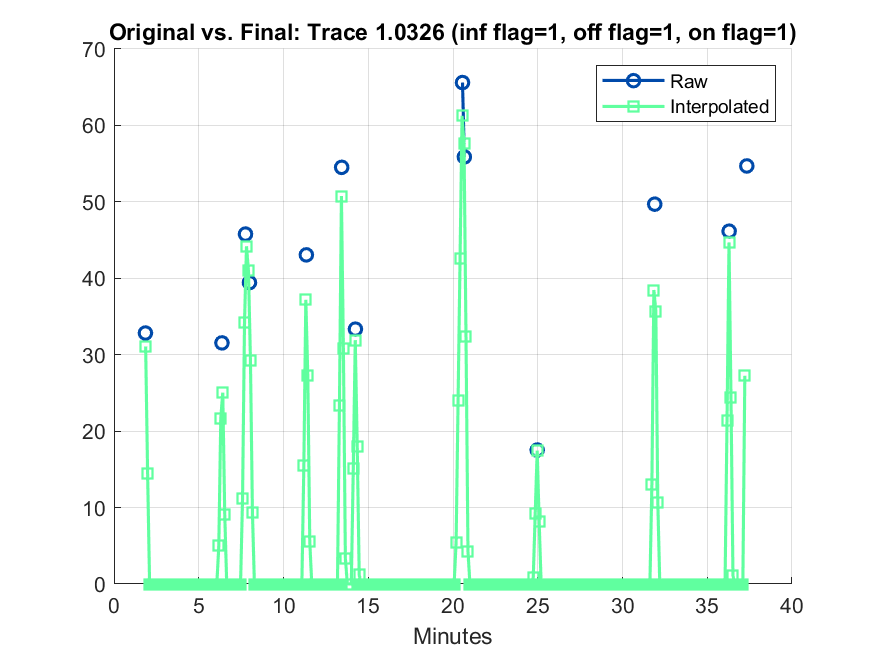 Original vs. Final: Trace 1.0326 (inf flag=1, off flag=1, on flag=1)
70
60
50
40
30
20
10
0
Raw
Interpolated
0 5 10 15 20 25 30 35 40
Minutes